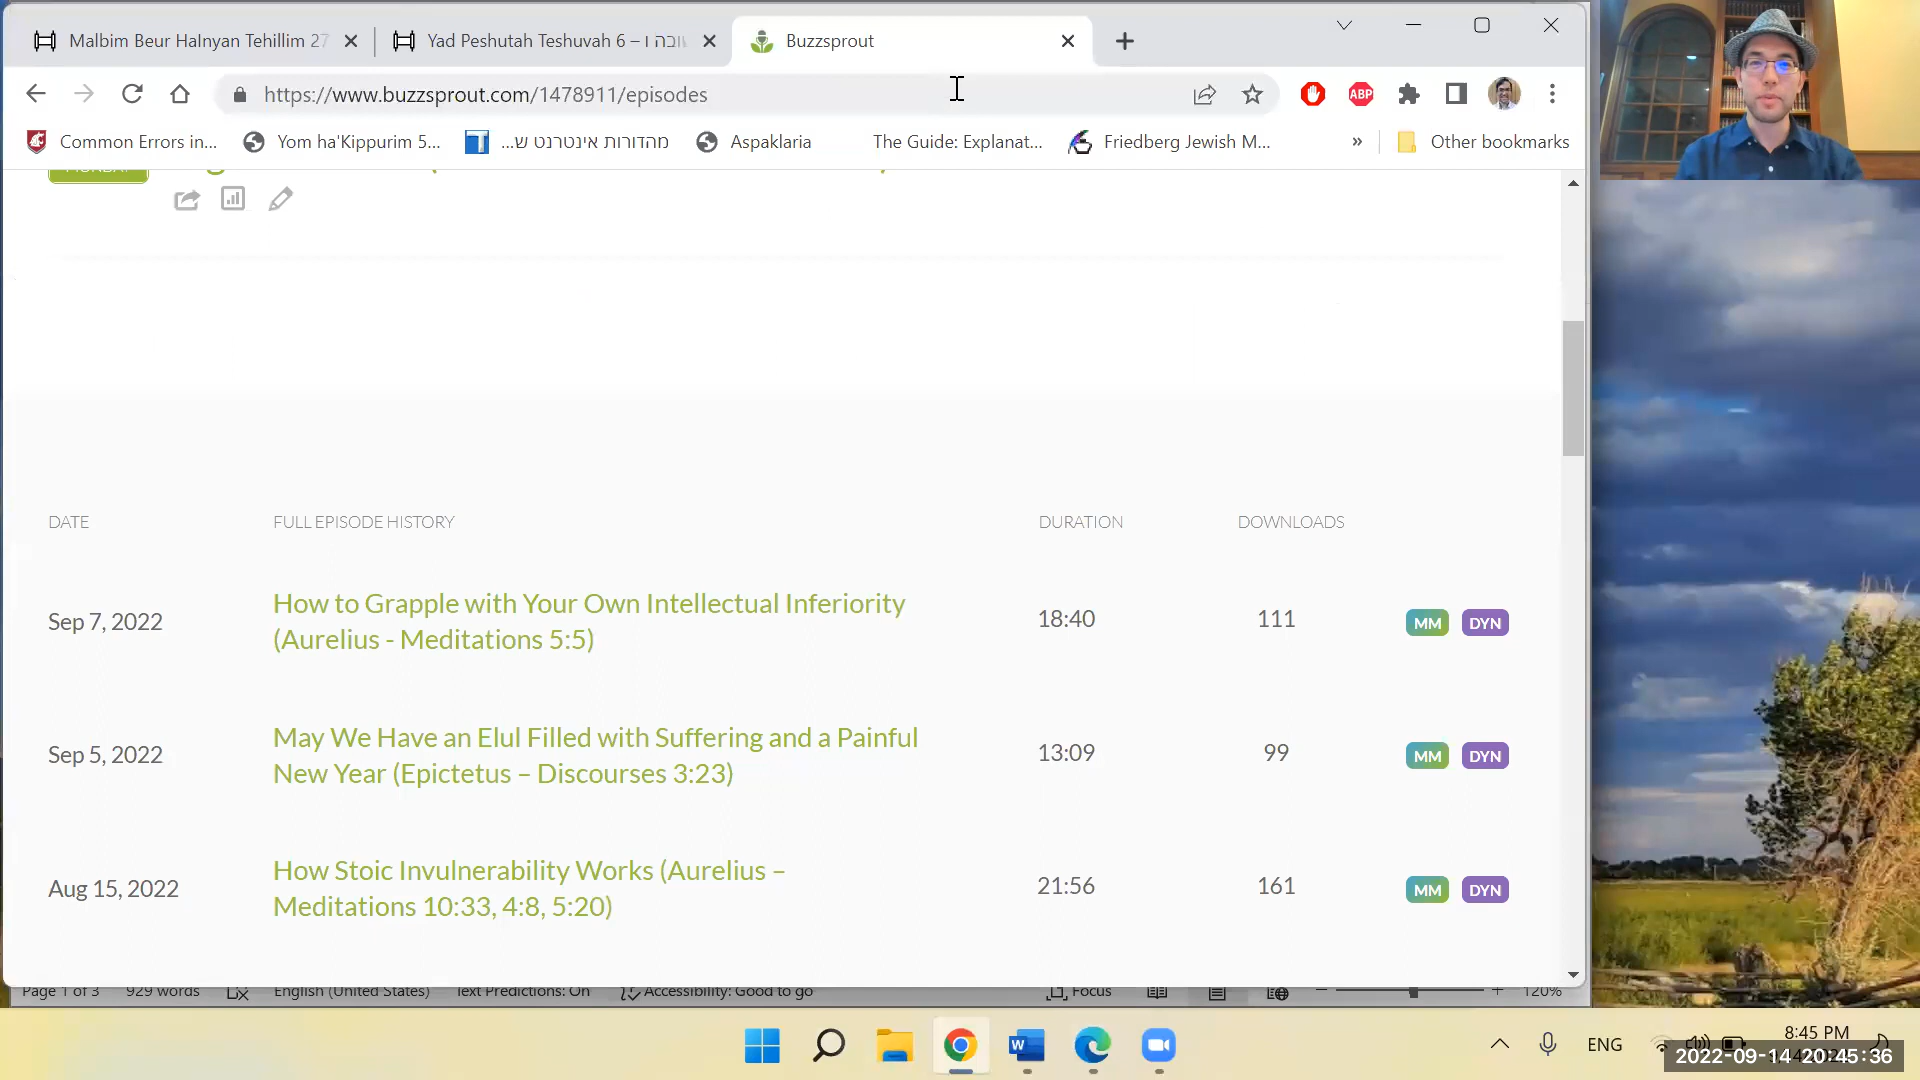 Malbim Beur HaInyan Tehillim 27
Yad Peshutah Teshuvah 6 – ו שובה
Buzzsprout
https://www.buzzsprout.com/1478911/episodes
Common Errors in...
Yom ha'Kippurim 5...
מהדורות אינטרנט ש...
Aspaklaria
The Guide: Explanat...
Friedberg Jewish M...
»
Other bookmarks
ABP
DATE FULL EPISODE HISTORY DURATION DOWNLOADS
Sep 7, 2022
How to Grapple with Your Own Intellectual Inferiority
(Aurelius - Meditations 5:5)
18:40 111 MM DYN
Sep 5, 2022
May We Have an Elul Filled with Suffering and a Painful
New Year (Epictetus – Discourses 3:23)
13:09 99 MM DYN
Aug 15, 2022
How Stoic Invulnerability Works (Aurelius –
Meditations 10:33, 4:8, 5:20)
21:56 161 MM DYN
Page 1 of 3 929 words English (United States) Text Predictions: On Accessibility: Good to go Focus 120%
ENG
8:45 PM
2022-09-14 20:45:36